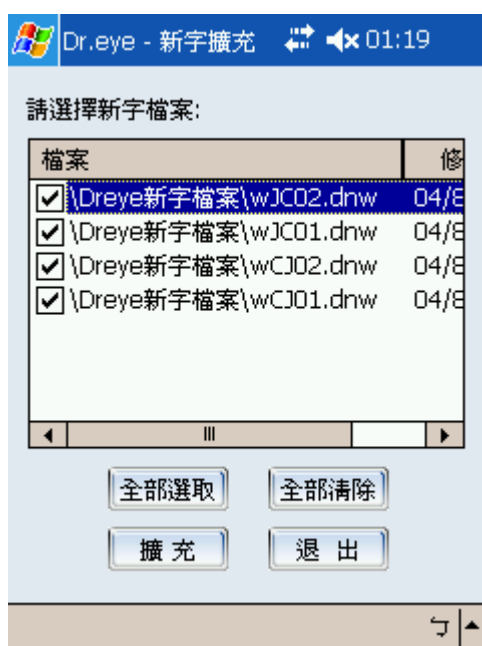 Dr.eye - 新字擴充 01:19
請選擇新字檔案:
檔案 修
\Dreye新字檔案\wJC02.dnw 04/8
\Dreye新字檔案\wJC01.dnw 04/8
\Dreye新字檔案\wCJ02.dnw 04/8
\Dreye新字檔案\wCJ01.dnw 04/8
全部選取 全部清除
擴 充 退 出
ㄅ